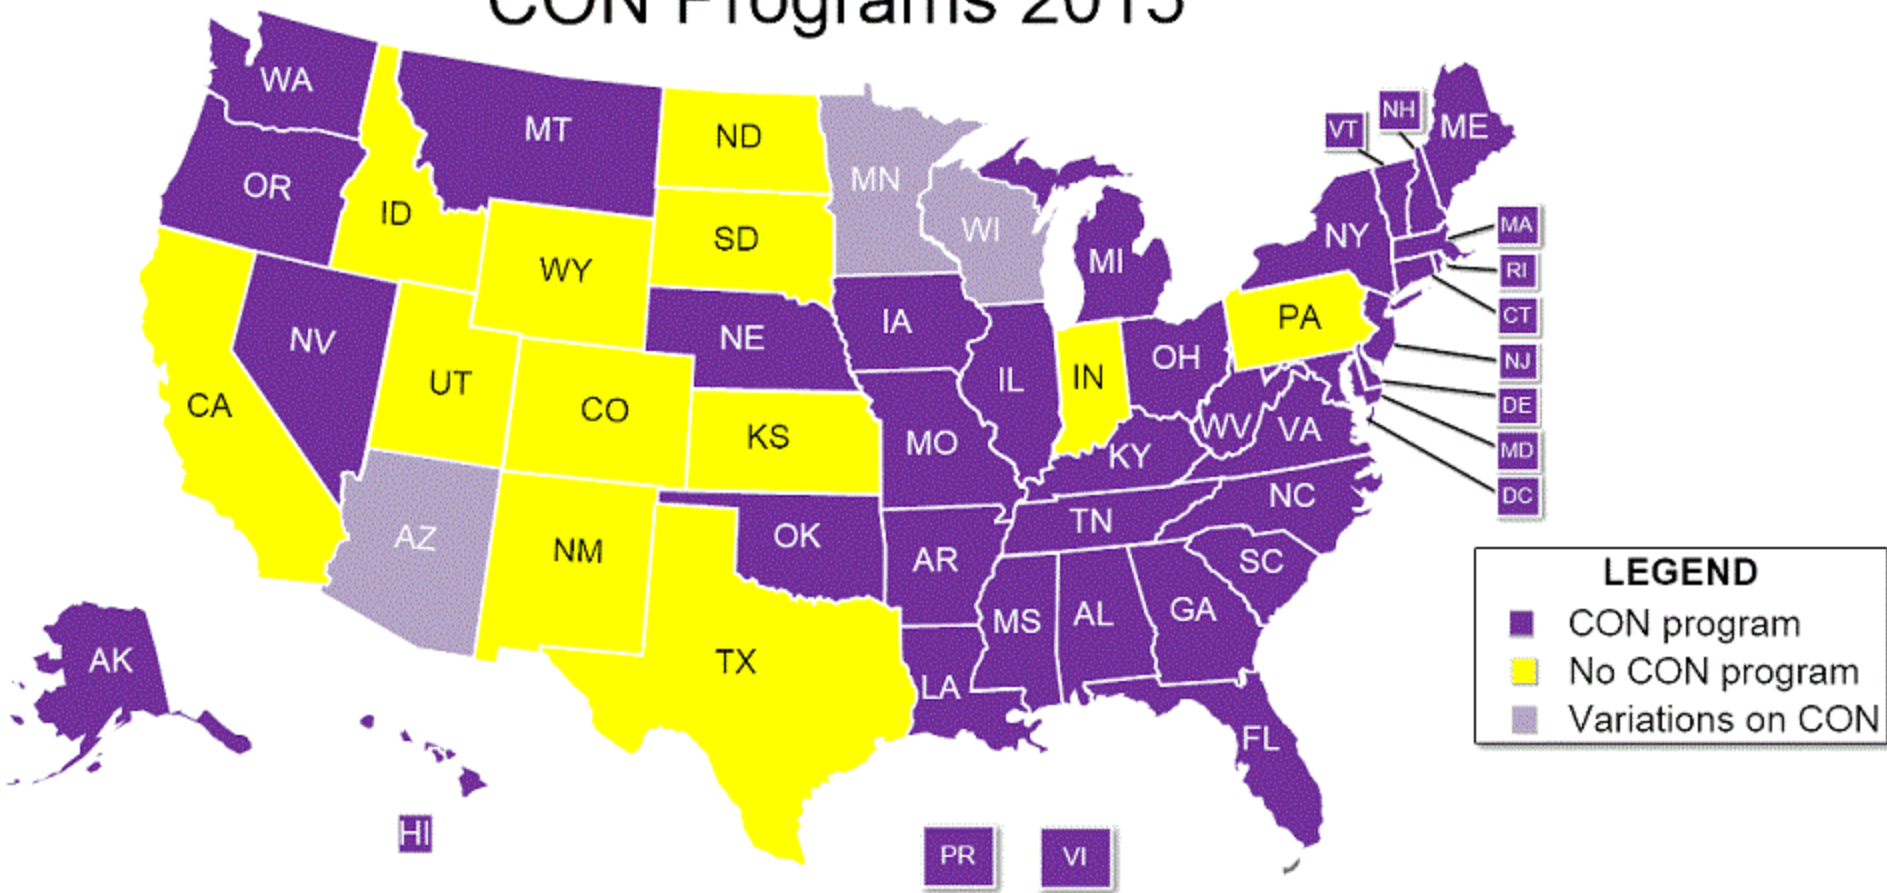 CON Programs 2015
WA
MT
ND
MN
VT
NH
ME
OR
ID
SD
WI
NY
MA
WY
MI
RI
NV
NE
IA
PA
CT
CA
UT
CO
IL
IN
OH
NJ
KS
MO
KY
WV
VA
DE
MD
DC
AZ
NM
OK
AR
TN
NC
SC
MS
AL
GA
AK
TX
LA
FL
HI
PR
VI
LEGEND
CON program
No CON program
Variations on CON